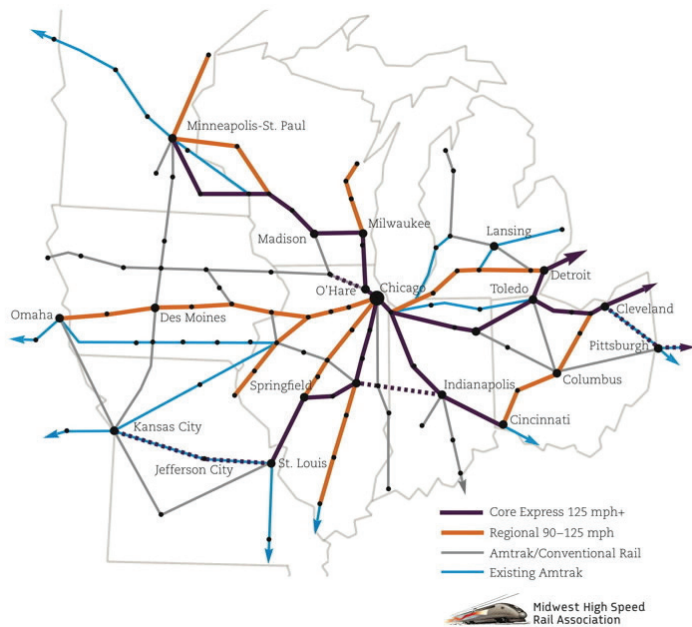 Minneapolis-St. Paul
Milwaukee
Madison
Lansing
Detroit
O'Hare
Chicago
Toledo
Cleveland
Omaha
Des Moines
Pittsburgh
Springfield
Indianapolis
Columbus
Kansas City
Cincinnati
Jefferson City
St. Louis
Core Express 125 mph+
Regional 90–125 mph
Amtrak/Conventional Rail
Existing Amtrak
Midwest High Speed
Rail Association